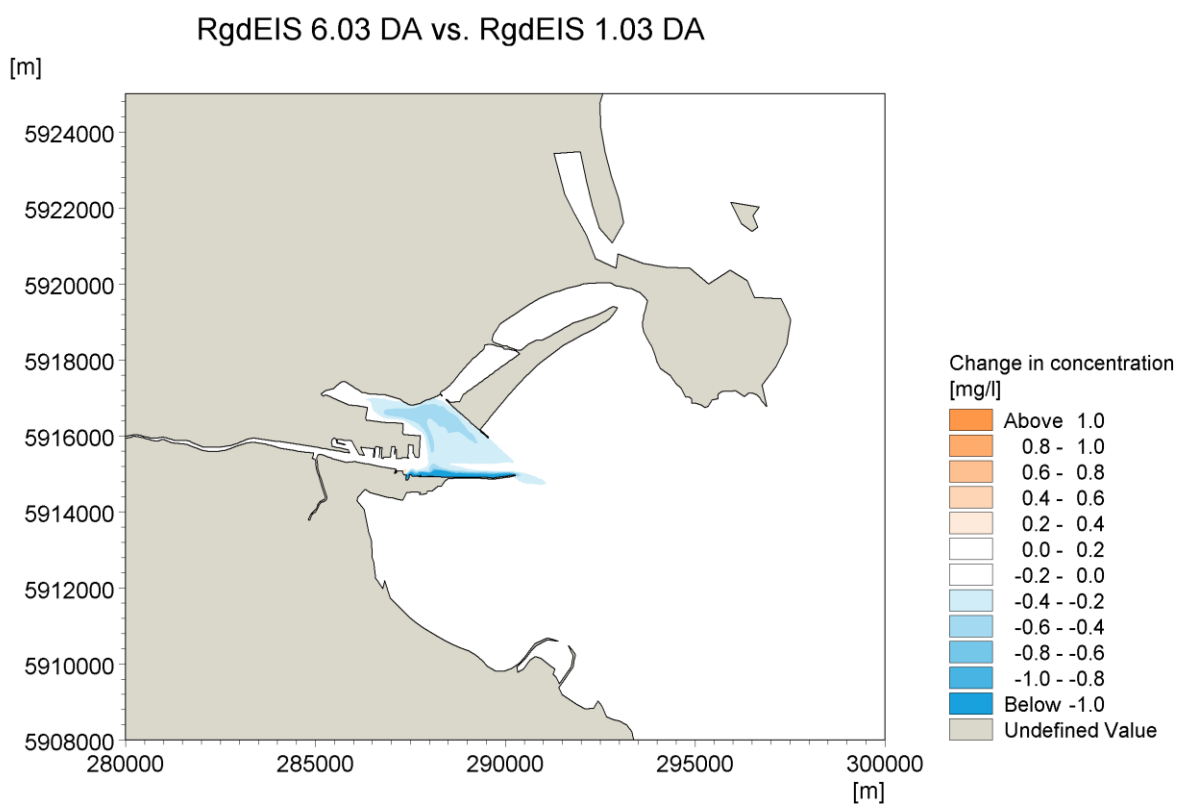 RgdEIS 6.03 DA vs. RgdEIS 1.03 DA
[m]
5924000
5922000
5920000
5918000
5916000
5914000
5912000
5910000
5908000
280000 285000 290000 295000 300000
[m]
Change in concentration
[mg/l]
Above 1.0
0.8 - 1.0
0.6 - 0.8
0.4 - 0.6
0.2 - 0.4
0.0 - 0.2
-0.2 - 0.0
-0.4 - -0.2
-0.6 - -0.4
-0.8 - -0.6
-1.0 - -0.8
Below -1.0
Undefined Value